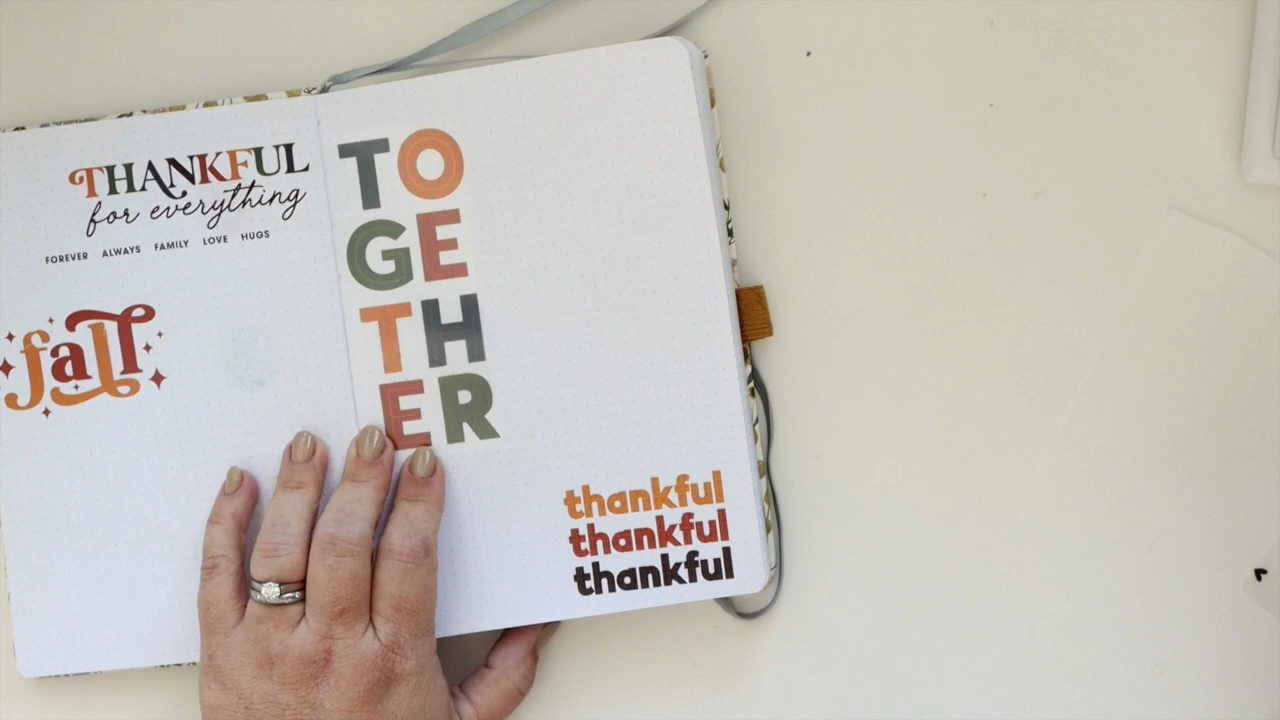 THANKFUL
for everything
FOREVER ALWAYS FAMILY LOVE HUGS
fall
TO
GE
TH
ER
thankful
thankful
thankful